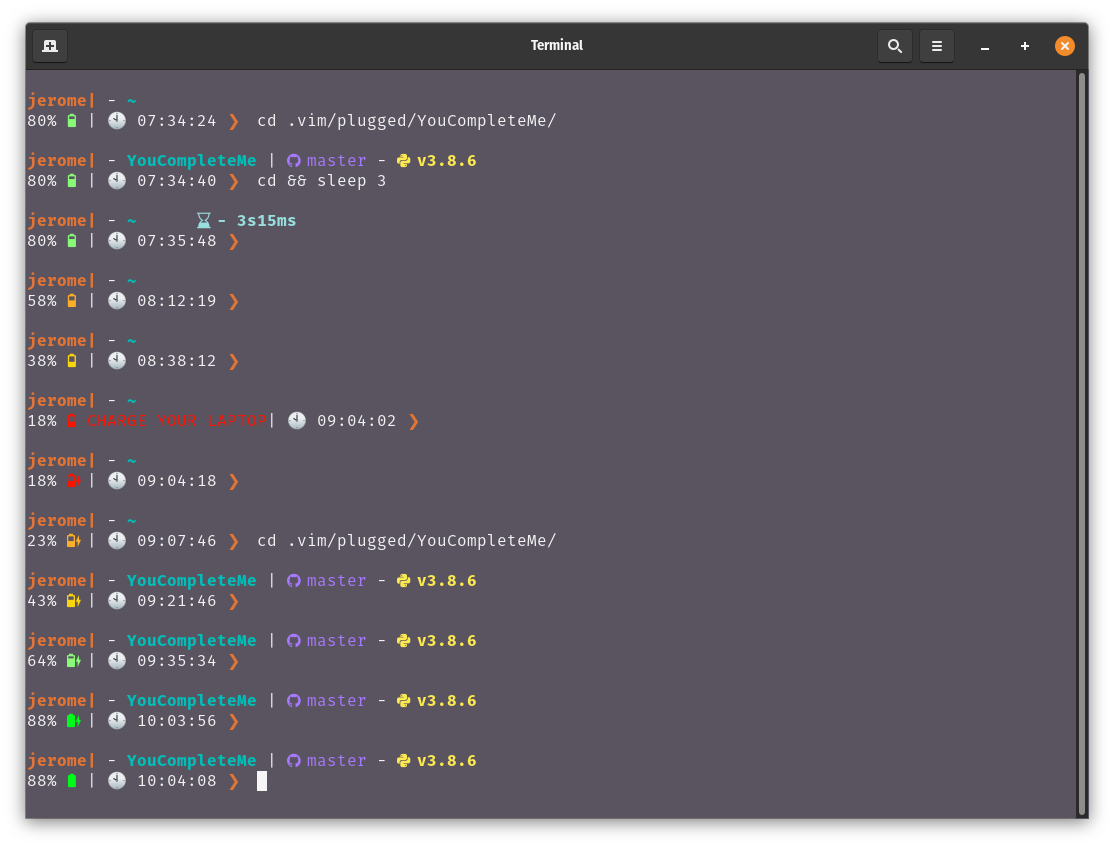 Terminal
jerome| - ~
80% | 07:34:24 ❯ cd .vim/plugged/YouCompleteMe/
jerome| - YouCompleteMe | master - v3.8.6
80% | 07:34:40 ❯ cd && sleep 3
jerome| - ~ ⌛ - 3s15ms
80% | 07:35:48 ❯
jerome| - ~
58% | 08:12:19 ❯
jerome| - ~
38% | 08:38:12 ❯
jerome| - ~
18% CHARGE YOUR LAPTOP| 09:04:02 ❯
jerome| - ~
18% | 09:04:18 ❯
jerome| - ~
23% | 09:07:46 ❯ cd .vim/plugged/YouCompleteMe/
jerome| - YouCompleteMe | master - v3.8.6
43% | 09:21:46 ❯
jerome| - YouCompleteMe | master - v3.8.6
64% | 09:35:34 ❯
jerome| - YouCompleteMe | master - v3.8.6
88% | 10:03:56 ❯
jerome| - YouCompleteMe | master - v3.8.6
88% | 10:04:08 ❯